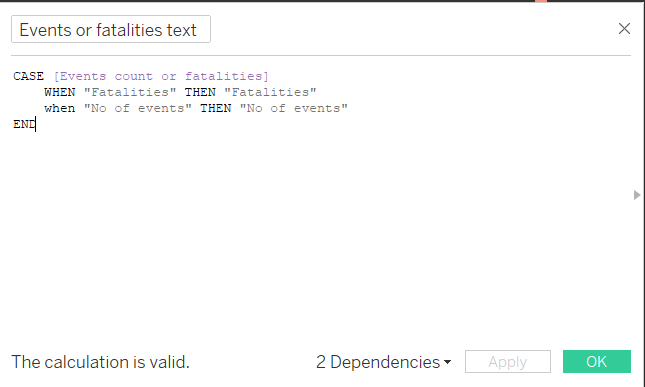 Events or fatalities text
CASE [Events count or fatalities]
WHEN "Fatalities" THEN "Fatalities"
when "No of events" THEN "No of events"
END
The calculation is valid. 2 Dependencies Apply OK